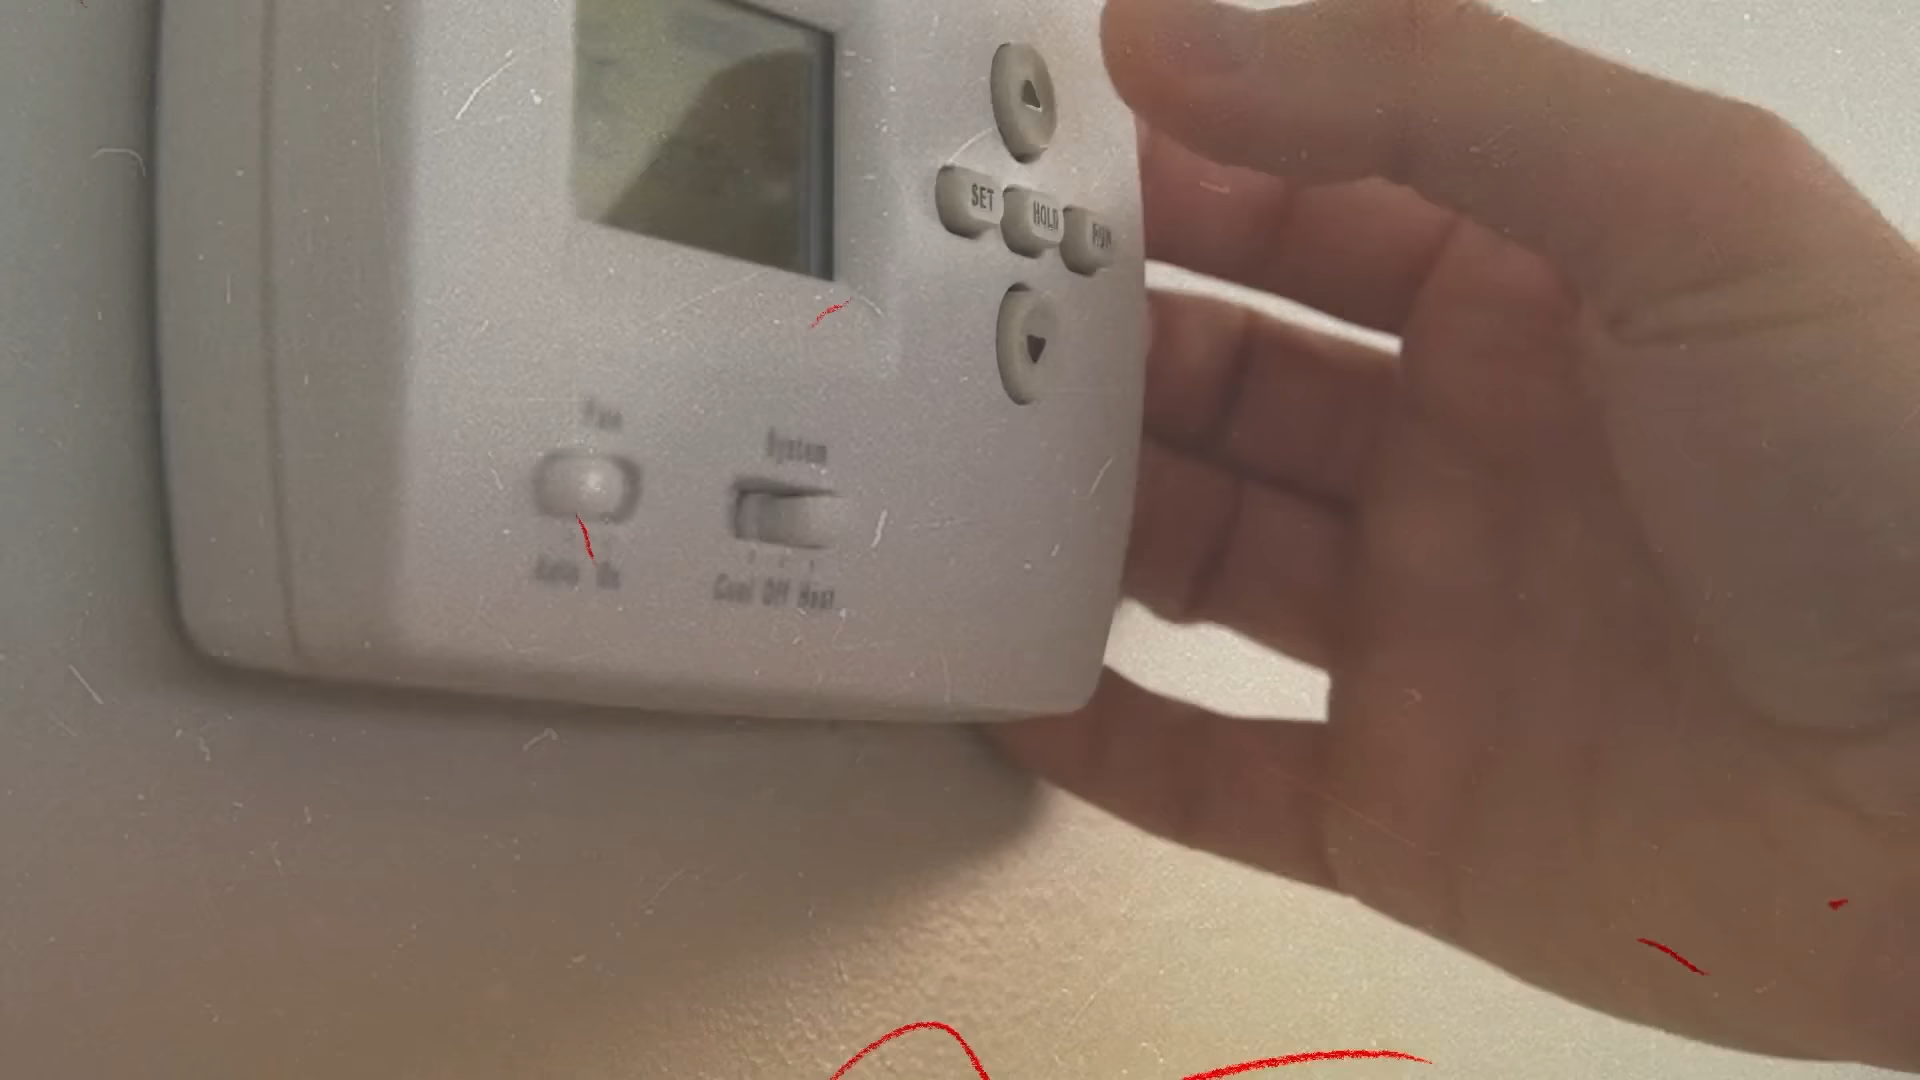 SET HOLD RUN
Fan
System
Auto On
Cool Off Heat